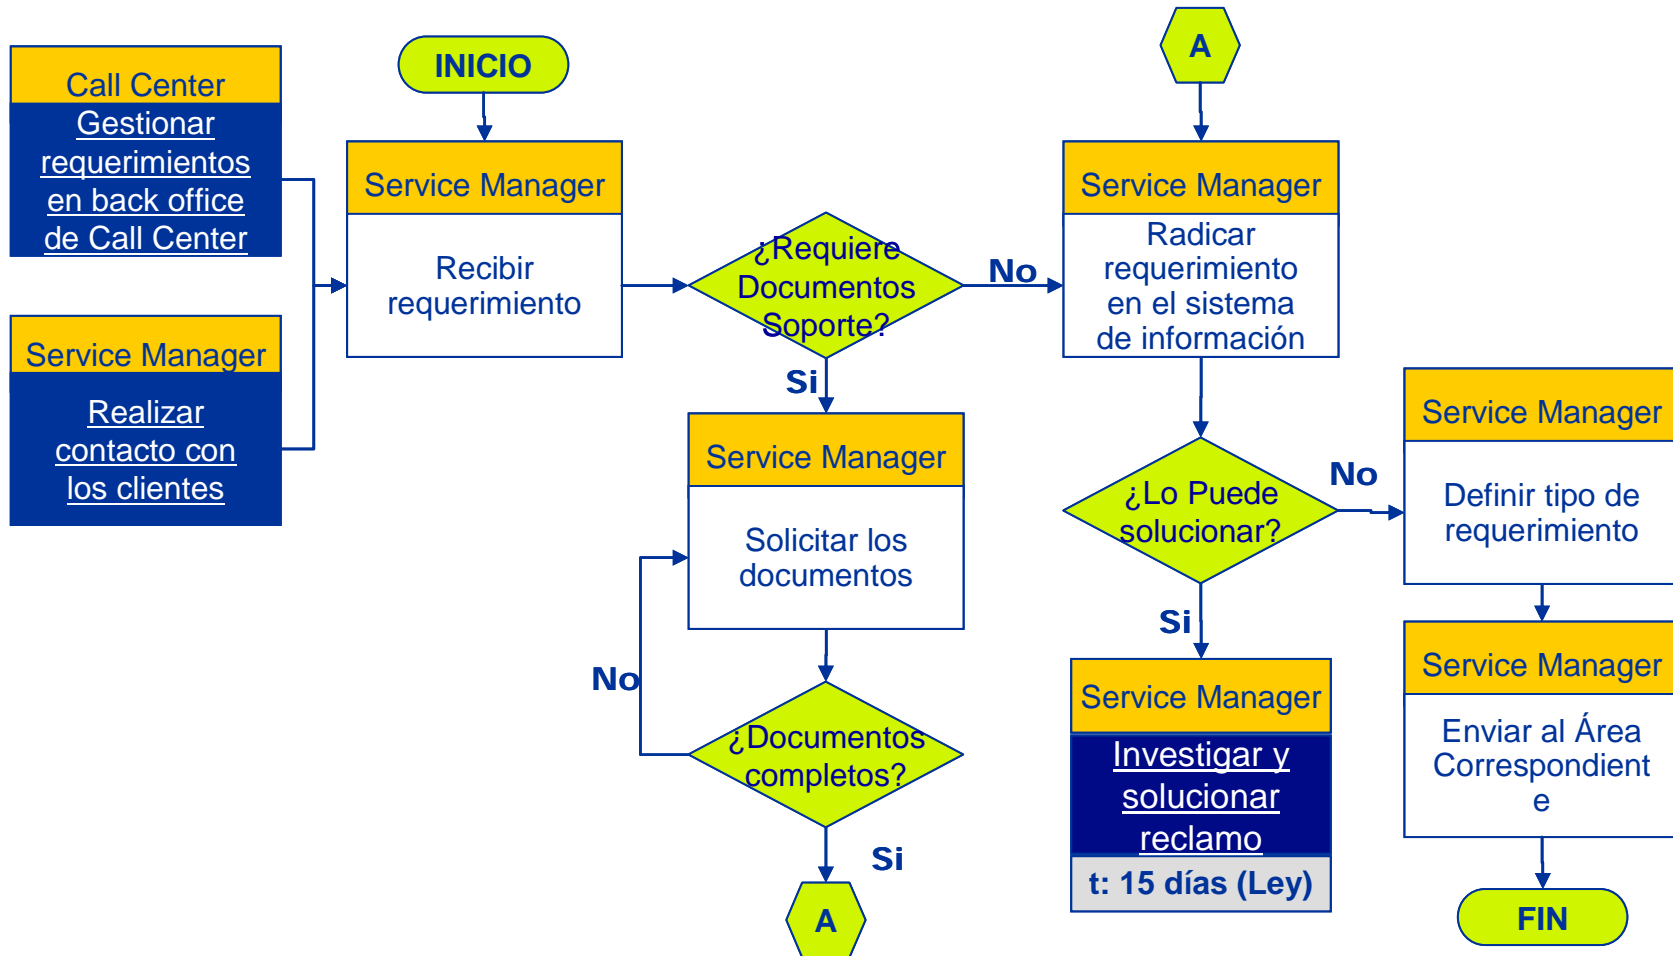 Call Center
Gestionar
requerimientos
en back office
de Call Center
Service Manager
Realizar
contacto con
los clientes
INICIO
Service Manager
Recibir
requerimiento
¿Requiere
Documentos
Soporte?
No
Si
Service Manager
Solicitar los
documentos
No
¿Documentos
completos?
Si
A
A
Service Manager
Radicar
requerimiento
en el sistema
de información
¿Lo Puede
solucionar?
No
Si
Service Manager
Investigar y
solucionar
reclamo
t: 15 días (Ley)
Service Manager
Definir tipo de
requerimiento
Service Manager
Enviar al Área
Correspondient
e
FIN